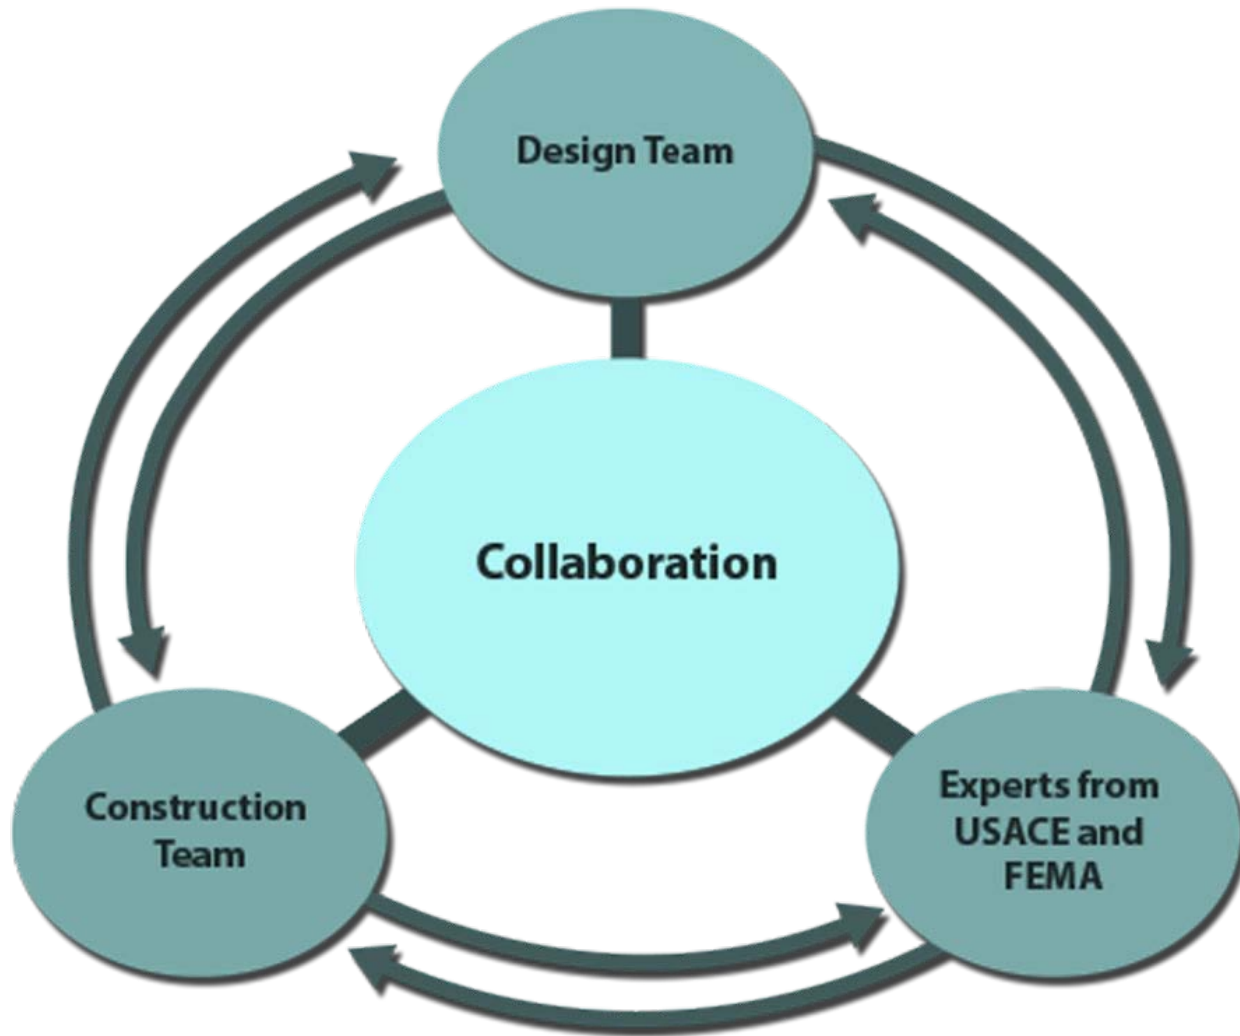 Design Team
Collaboration
Construction
Team
Experts from
USACE and
FEMA